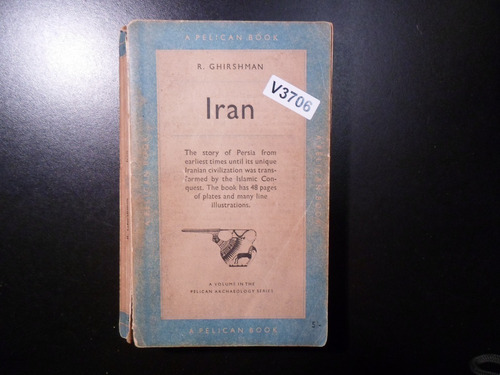 A PELICAN BOOK
R. GHIRSHMAN
V3706
Iran
The story of Persia from
earliest times until its unique
Iranian civilization was trans-
formed by the Islamic Con-
quest. The book has 48 pages
of plates and many line
illustrations.
A VOLUME IN THE
PELICAN ARCHAEOLOGY SERIES
5/-
A PELICAN BOOK